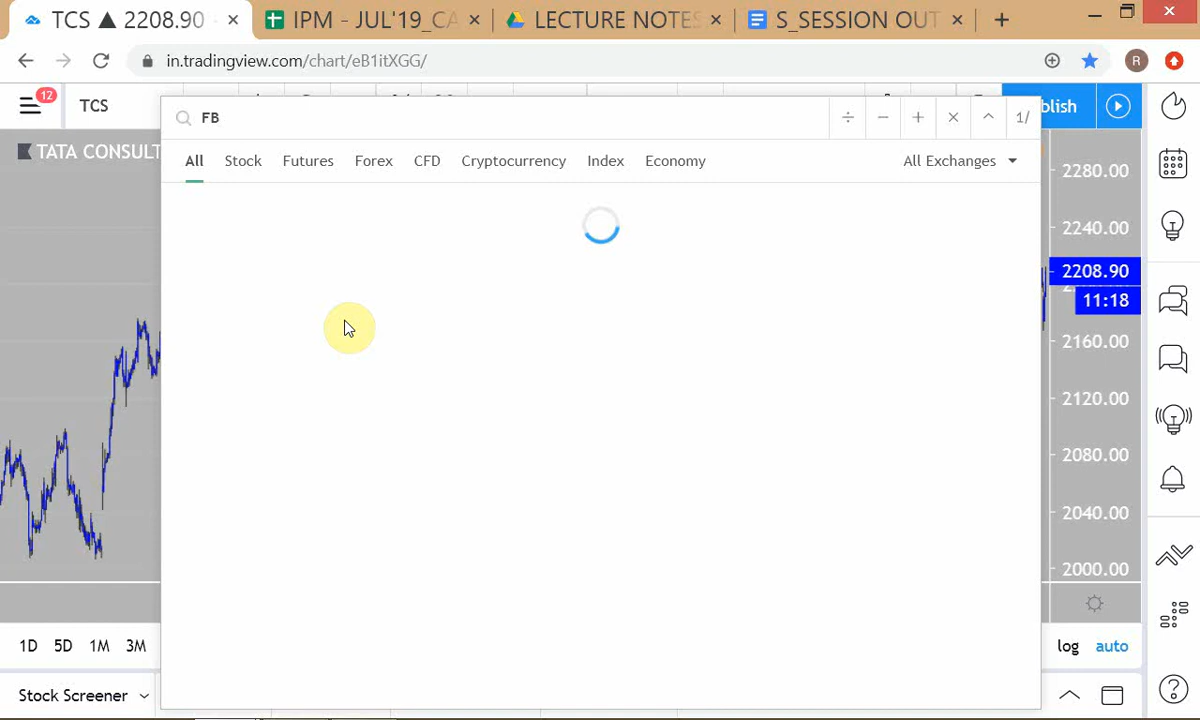 TCS ▲ 2208.90
IPM - JUL'19_CA
LECTURE NOTES
S_SESSION OUT
in.tradingview.com/chart/eB1itXGG/
R
12
TCS
blish
FB
÷ − + × ^ 1/
TATA CONSULT
All Stock Futures Forex CFD Cryptocurrency Index Economy All Exchanges
2280.00
2240.00
2208.90
11:18
2160.00
2120.00
2080.00
2040.00
2000.00
1D 5D 1M 3M
log auto
Stock Screener
?